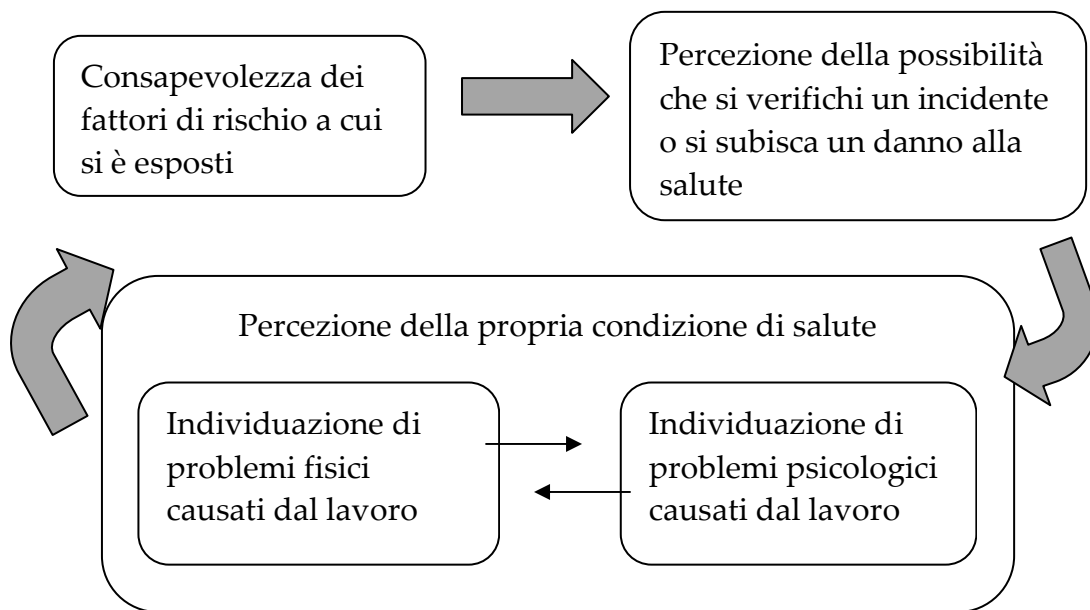 Consapevolezza dei
fattori di rischio a cui
si è esposti
Percezione della possibilità
che si verifichi un incidente
o si subisca un danno alla
salute
Percezione della propria condizione di salute
Individuazione di
problemi fisici
causati dal lavoro
Individuazione di
problemi psicologici
causati dal lavoro